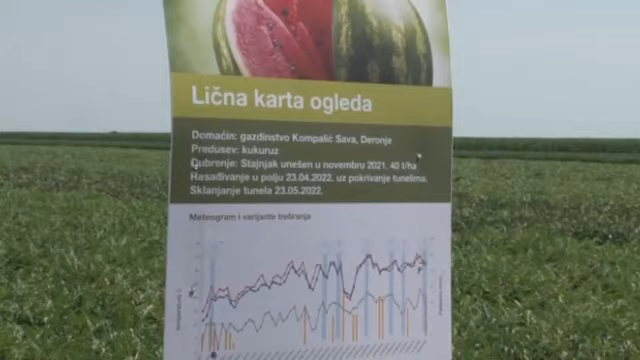 Lična karta ogleda
Domaćin: gazdinstvo Kompalić Sava, Deronje
Predusev: kukuruz
Đubrenje: Stajnjak unešen u novembru 2021. 40 t/ha
Rasađivanje u polju 23.04.2022. uz pokrivanje tunelima.
Sklanjanje tunela 23.05.2022.
Meteogram i varijante tretiranja